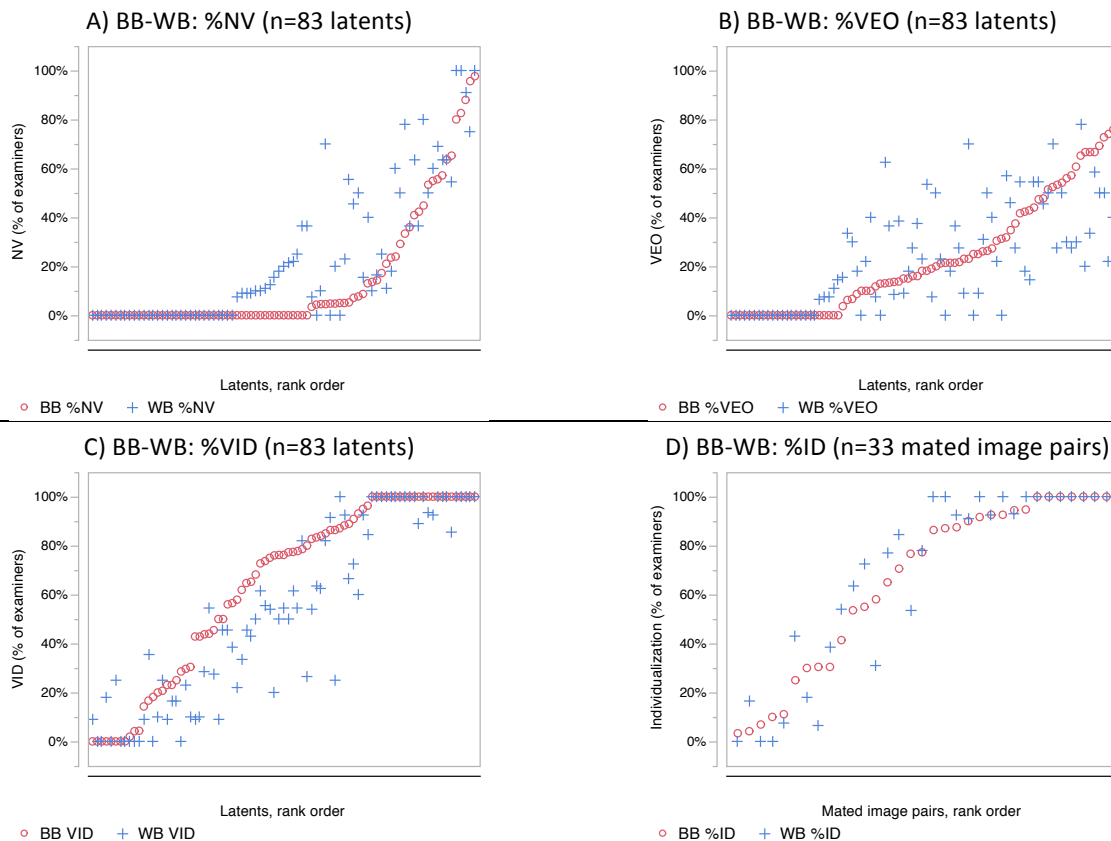 A) BB-WB: %NV (n=83 latents)
100%
80%
60%
40%
20%
0%
NV (% of examiners)
Latents, rank order
BB %NV WB %NV
B) BB-WB: %VEO (n=83 latents)
100%
80%
60%
40%
20%
0%
VEO (% of examiners)
Latents, rank order
BB %VEO WB %VEO
C) BB-WB: %VID (n=83 latents)
100%
80%
60%
40%
20%
0%
VID (% of examiners)
Latents, rank order
BB VID WB VID
D) BB-WB: %ID (n=33 mated image pairs)
100%
80%
60%
40%
20%
0%
Individualization (% of examiners)
Mated image pairs, rank order
BB %ID WB %ID